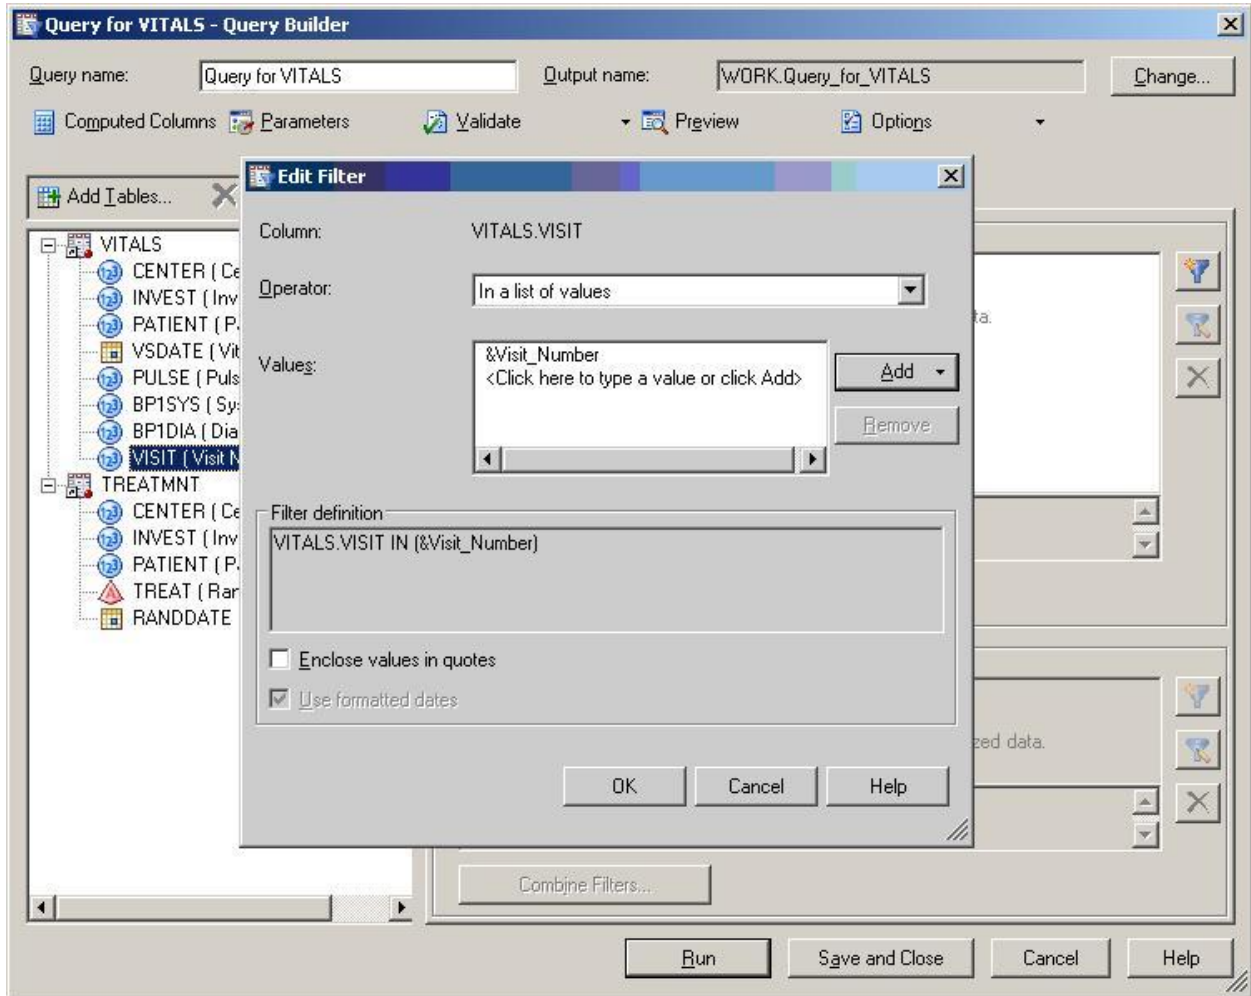 Query for VITALS - Query Builder
Query name: Query for VITALS Output name: WORK.Query_for_VITALS Change...
Computed Columns Parameters Validate Preview Options
Add Tables...
VITALS
CENTER ( Ce
INVEST ( Inv
PATIENT ( P
VSDATE ( Vit
PULSE ( Puls
BP1SYS ( Sy
BP1DIA ( Dia
VISIT ( Visit N
TREATMNT
CENTER ( Ce
INVEST ( Inv
PATIENT ( P
TREAT ( Rar
RANDDATE
Edit Filter
Column: VITALS.VISIT
Operator: In a list of values
Values: &Visit_Number
<Click here to type a value or click Add>
Add
Remove
Filter definition
VITALS.VISIT IN (&Visit_Number)
Enclose values in quotes
Use formatted dates
OK Cancel Help
ta.
zed data.
Combine Filters...
Run Save and Close Cancel Help